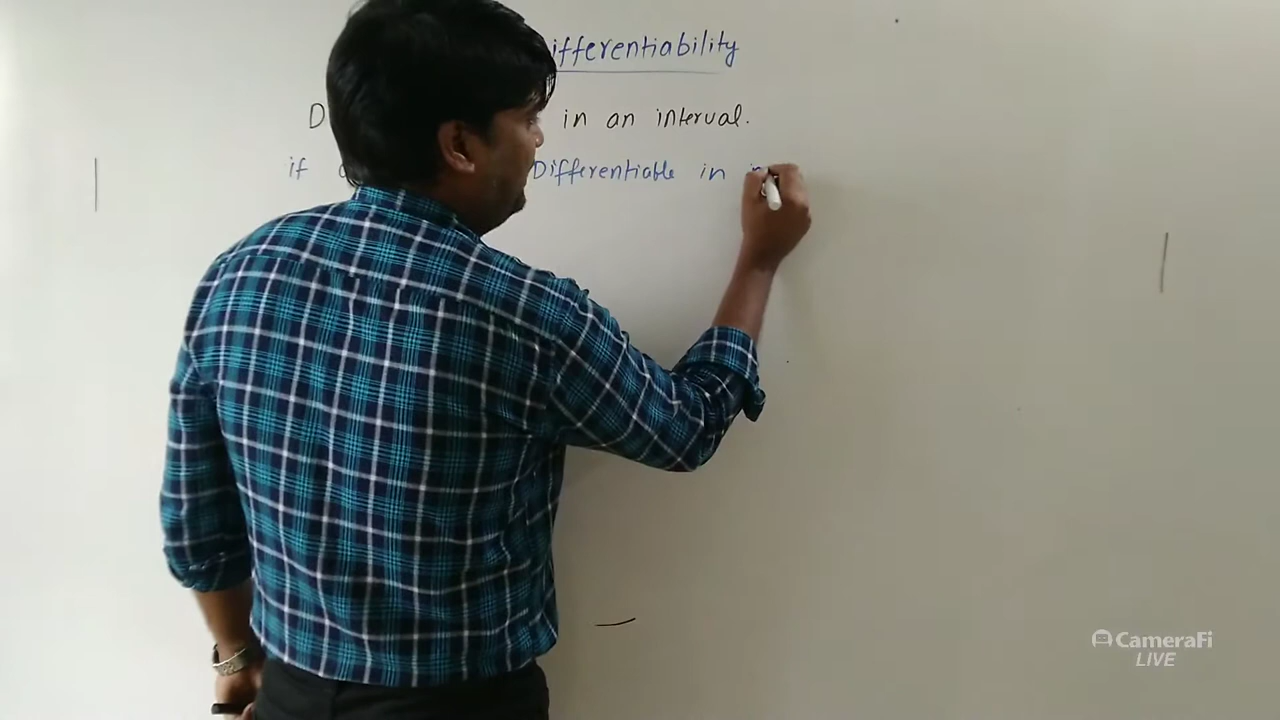 ifferentiability
D in an interval.
if Differentiable in
CameraFi
LIVE